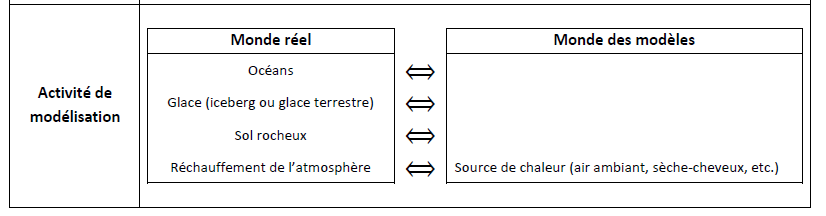 Activité de
modélisation
Monde réel
Monde des modèles
Océans
⇔
Glace (iceberg ou glace terrestre)
⇔
Sol rocheux
⇔
Réchauffement de l’atmosphère
⇔
Source de chaleur (air ambiant, sèche-cheveux, etc.)